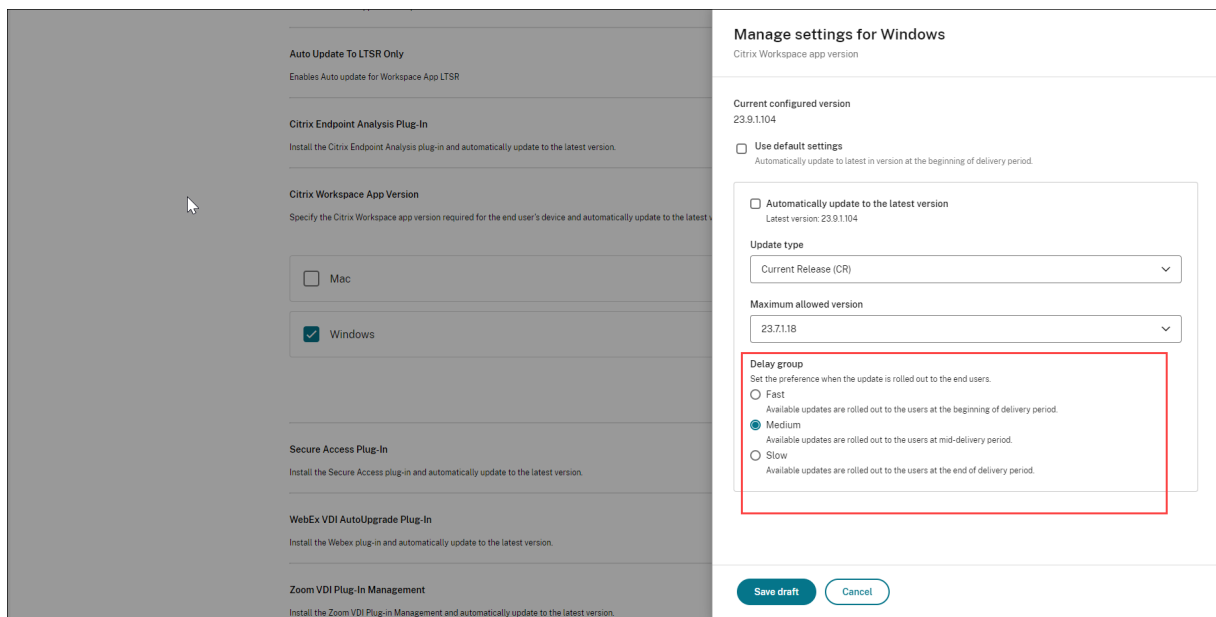 Auto Update To LTSR Only
Enables Auto update for Workspace App LTSR
Citrix Endpoint Analysis Plug-In
Install the Citrix Endpoint Analysis plug-in and automatically update to the latest version.
Citrix Workspace App Version
Specify the Citrix Workspace app version required for the end user's device and automatically update to the latest v
Mac
Windows
Secure Access Plug-In
Install the Secure Access plug-in and automatically update to the latest version.
WebEx VDI AutoUpgrade Plug-In
Install the Webex plug-in and automatically update to the latest version.
Zoom VDI Plug-In Management
Install the Zoom VDI Plug-in Management and automatically update to the latest version.
Manage settings for Windows
Citrix Workspace app version
Current configured version
23.9.1.104
Use default settings
Automatically update to latest in version at the beginning of delivery period.
Automatically update to the latest version
Latest version: 23.9.1.104
Update type
Current Release (CR)
Maximum allowed version
23.7.1.18
Delay group
Set the preference when the update is rolled out to the end users.
Fast
Available updates are rolled out to the users at the beginning of delivery period.
Medium
Available updates are rolled out to the users at mid-delivery period.
Slow
Available updates are rolled out to the users at the end of delivery period.
Save draft
Cancel